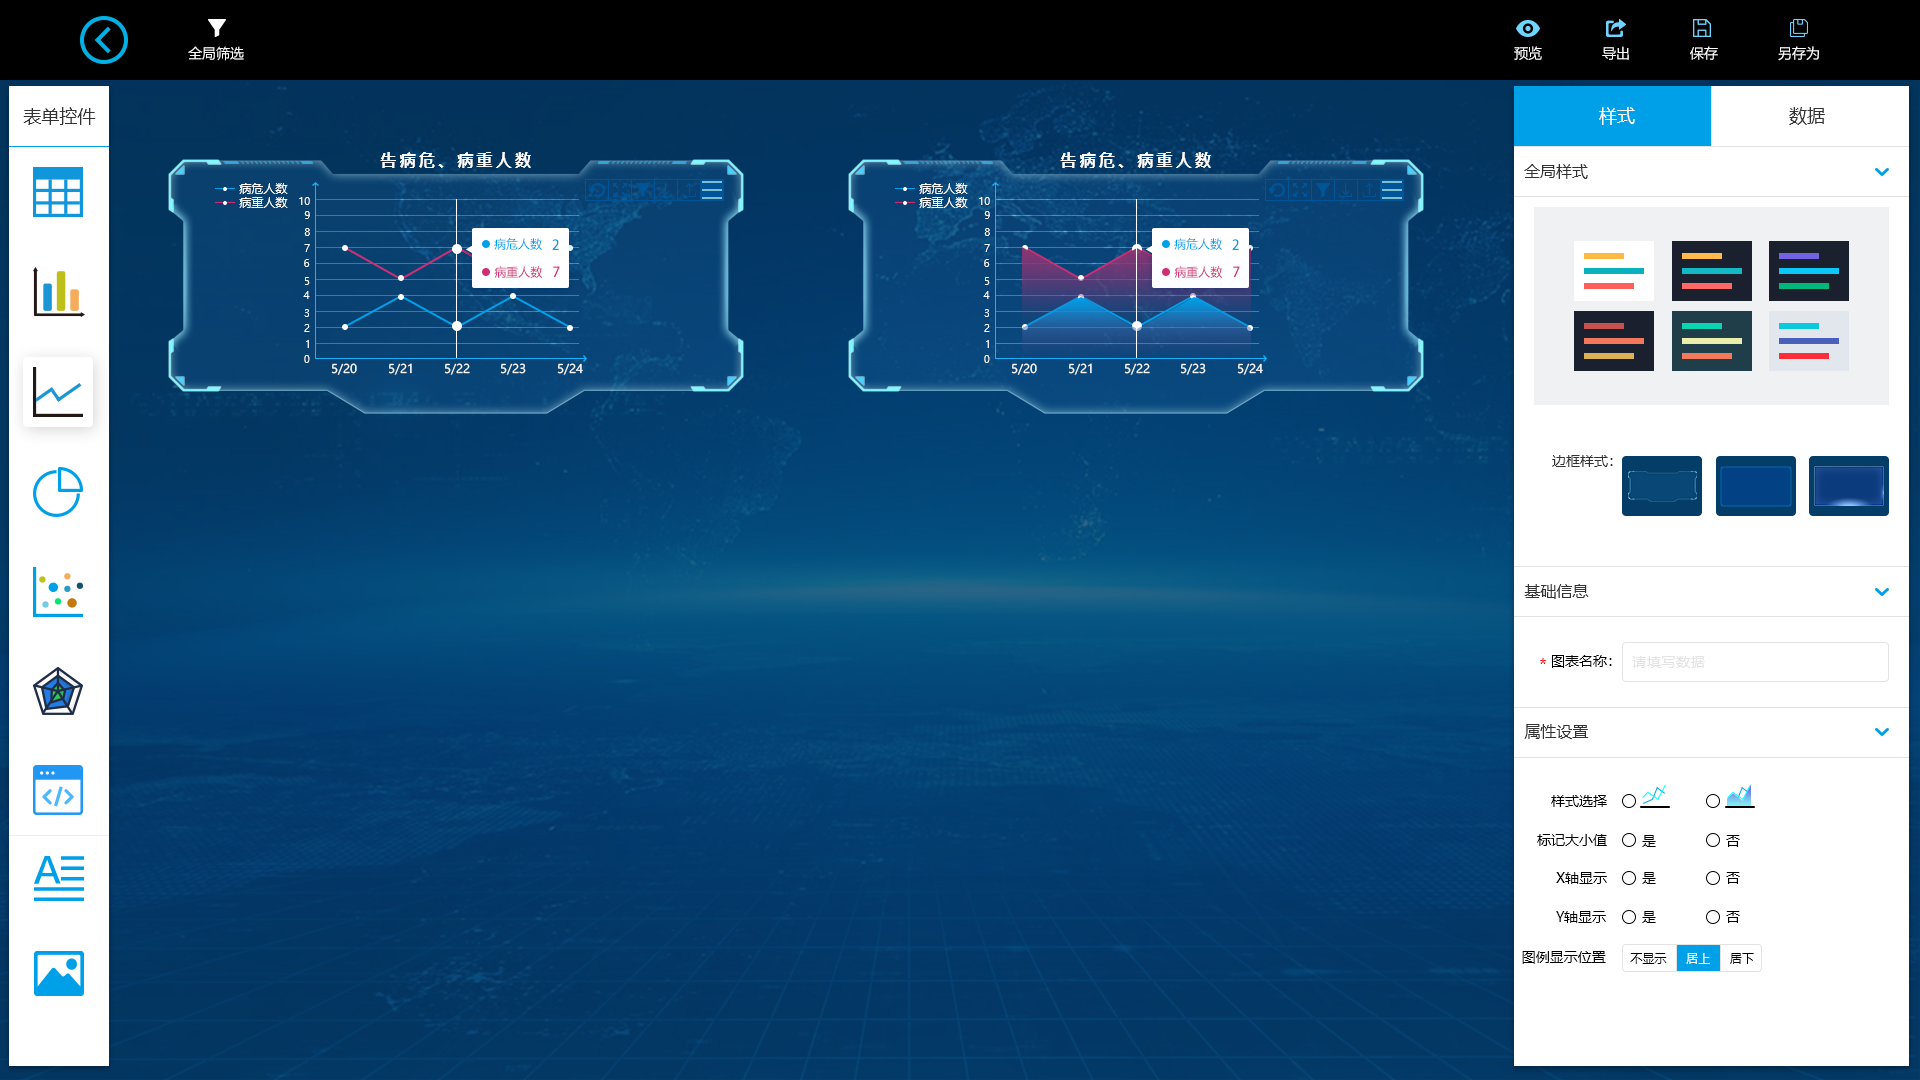 全局筛选
预览
导出
保存
另存为
表单控件
告病危、病重人数
病危人数
病重人数
10
9
8
7
6
5
4
3
2
1
0
5/20
5/21
5/22
5/23
5/24
病危人数 2
病重人数 7
告病危、病重人数
病危人数
病重人数
10
9
8
7
6
5
4
3
2
1
0
5/20
5/21
5/22
5/23
5/24
病危人数 2
病重人数 7
样式
数据
全局样式
边框样式：
基础信息
* 图表名称：
请填写数据
属性设置
样式选择
标记大小值 是 否
X轴显示 是 否
Y轴显示 是 否
图例显示位置 不显示 居上 居下